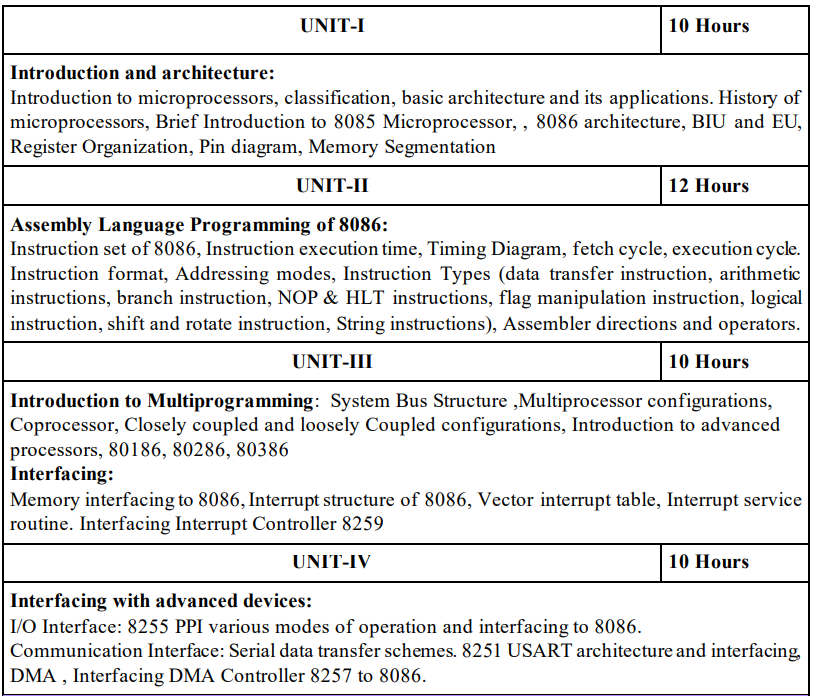 UNIT-I 10 Hours
Introduction and architecture:
Introduction to microprocessors, classification, basic architecture and its applications. History of
microprocessors, Brief Introduction to 8085 Microprocessor, , 8086 architecture, BIU and EU,
Register Organization, Pin diagram, Memory Segmentation
UNIT-II 12 Hours
Assembly Language Programming of 8086:
Instruction set of 8086, Instruction execution time, Timing Diagram, fetch cycle, execution cycle.
Instruction format, Addressing modes, Instruction Types (data transfer instruction, arithmetic
instructions, branch instruction, NOP & HLT instructions, flag manipulation instruction, logical
instruction, shift and rotate instruction, String instructions), Assembler directions and operators.
UNIT-III 10 Hours
Introduction to Multiprogramming: System Bus Structure ,Multiprocessor configurations,
Coprocessor, Closely coupled and loosely Coupled configurations, Introduction to advanced
processors, 80186, 80286, 80386
Interfacing:
Memory interfacing to 8086, Interrupt structure of 8086, Vector interrupt table, Interrupt service
routine. Interfacing Interrupt Controller 8259
UNIT-IV 10 Hours
Interfacing with advanced devices:
I/O Interface: 8255 PPI various modes of operation and interfacing to 8086.
Communication Interface: Serial data transfer schemes. 8251 USART architecture and interfacing,
DMA , Interfacing DMA Controller 8257 to 8086.